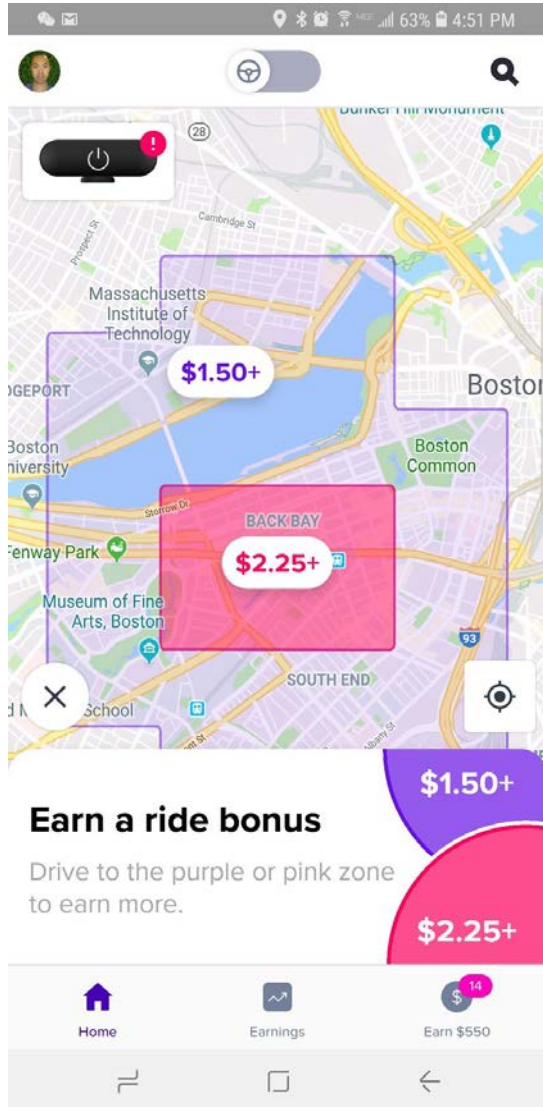 63% 4:51 PM
Bunker Hill Monument
28
Cambridge St
Prospect St
Massachusetts
Institute of
Technology
$1.50+
DGEPORT
Boston
Boston
Common
Boston
niversity
Storrow Dr
BACK BAY
Fenway Park
$2.25+
Museum of Fine
Arts, Boston
93
SOUTH END
School
Albany St
$1.50+
Earn a ride bonus
Drive to the purple or pink zone
to earn more.
$2.25+
14
Home
Earnings
Earn $550